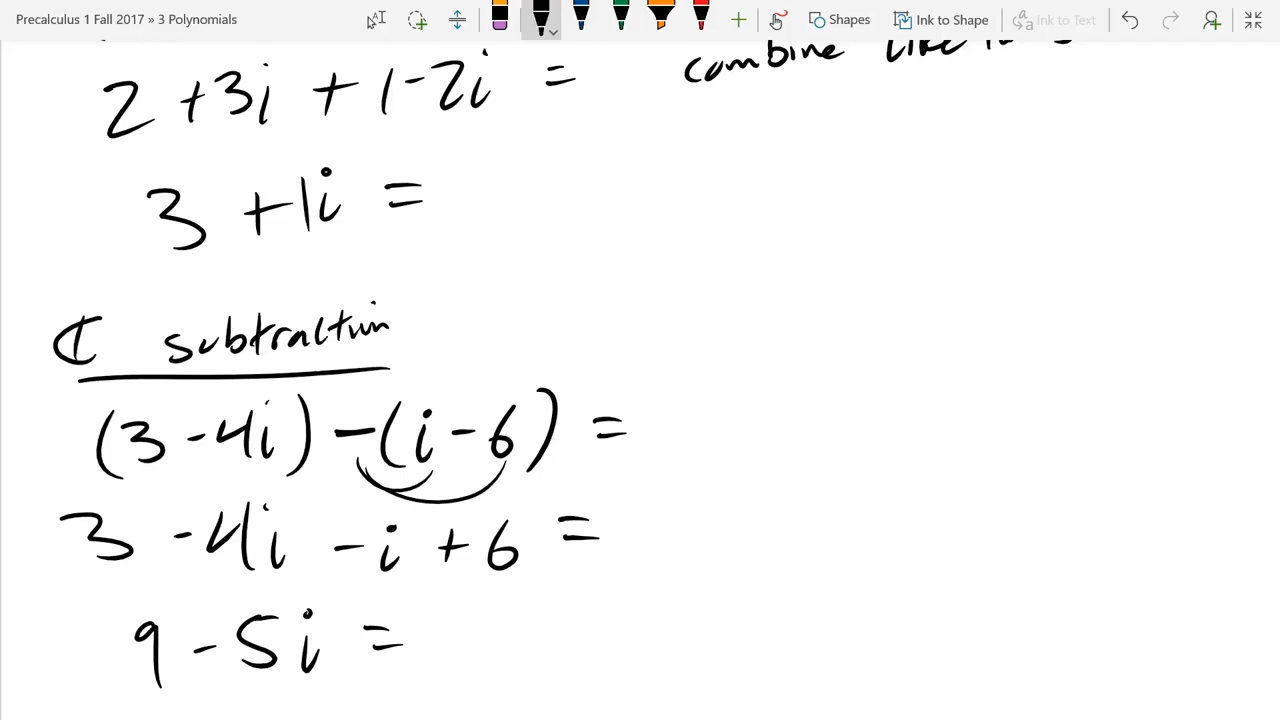 Precalculus 1 Fall 2017 » 3 Polynomials
Shapes
Ink to Shape
Ink to Text
combine like
2 + 3i + 1 - 2i =
3 + 1i =
ℂ subtraction
(3 - 4i) - (i - 6) =
3 - 4i - i + 6 =
9 - 5i =